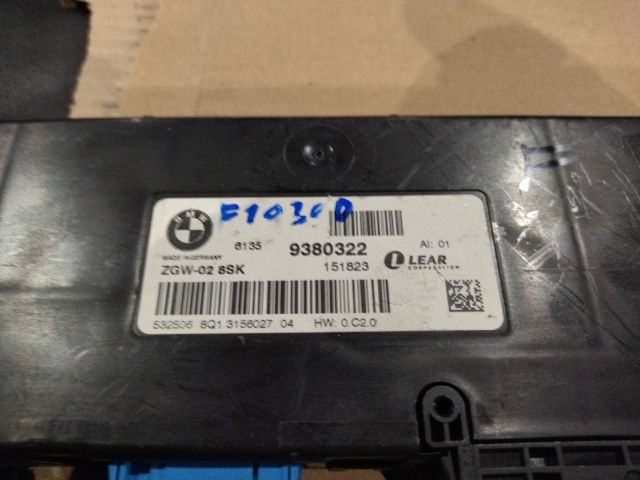 BMW
F10 30D
6135 9380322 AI: 01
MADE IN GERMANY
ZGW-02 8SK 151823 LEAR
CORPORATION
532506 8Q1 3156027 04 HW: 0.C2.0